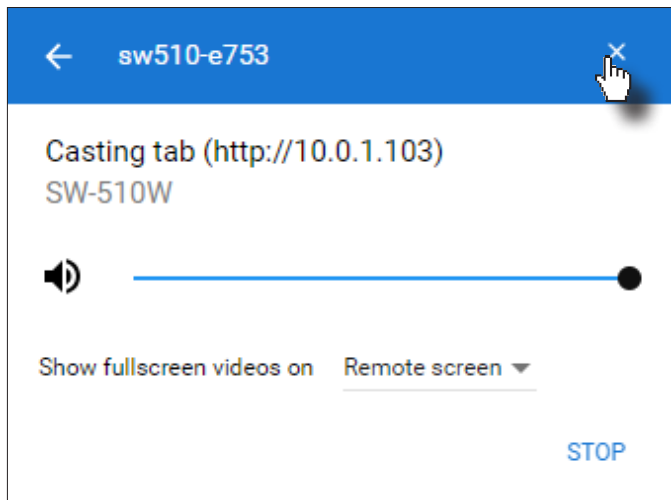 sw510-e753
Casting tab (http://10.0.1.103)
SW-510W
Show fullscreen videos on Remote screen
STOP